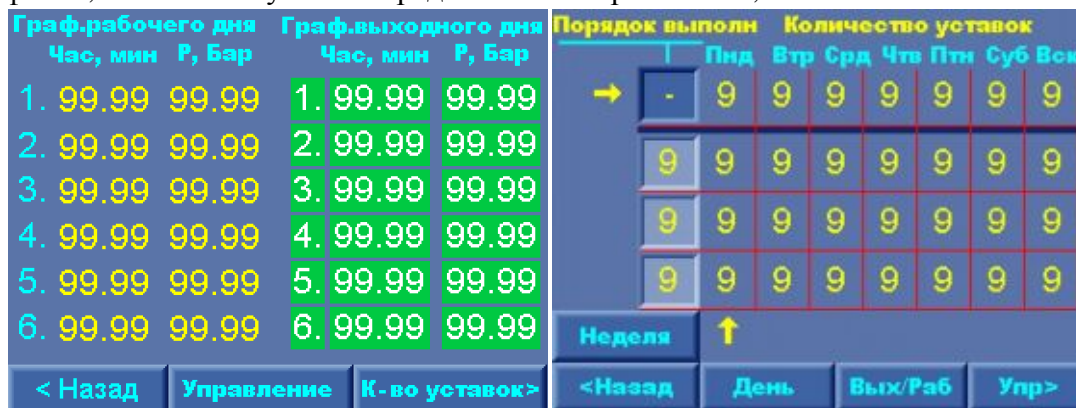 Граф.рабочего дня Граф.выходного дня
Час, мин Р, Бар Час, мин Р, Бар
1. 99.99 99.99 1. 99.99 99.99
2. 99.99 99.99 2. 99.99 99.99
3. 99.99 99.99 3. 99.99 99.99
4. 99.99 99.99 4. 99.99 99.99
5. 99.99 99.99 5. 99.99 99.99
6. 99.99 99.99 6. 99.99 99.99
< Назад Управление К-во уставок>
Порядок выполн Количество уставок
Пнд Втр Срд Чтв Птн Суб Вск
→ - 9 9 9 9 9 9 9
9 9 9 9 9 9 9 9
9 9 9 9 9 9 9 9
9 9 9 9 9 9 9 9
Неделя ↑
<Назад День Вых/Раб Упр>